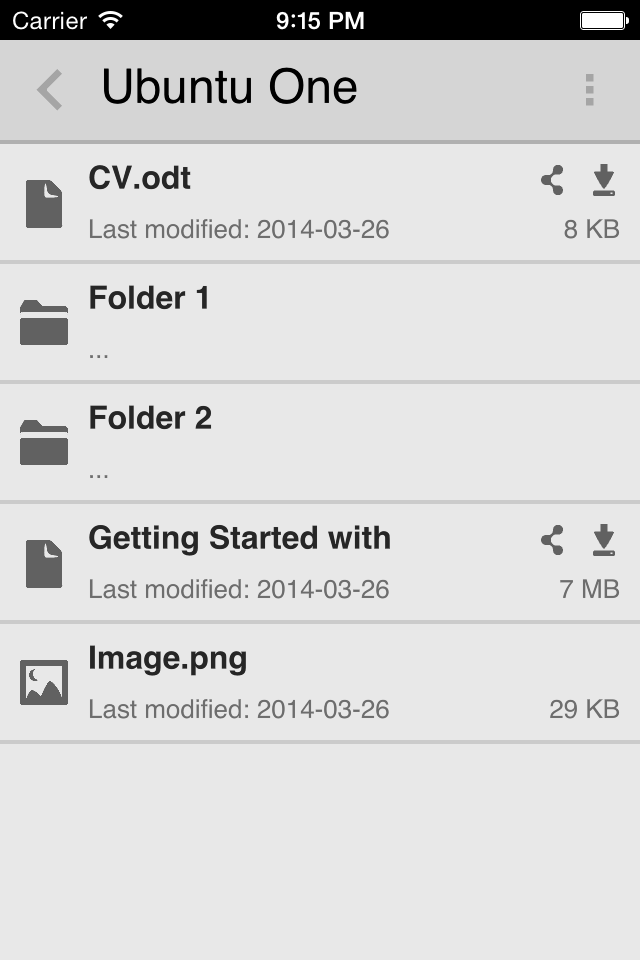 Carrier 9:15 PM
Ubuntu One
CV.odt
Last modified: 2014-03-26 8 KB
Folder 1
...
Folder 2
...
Getting Started with
Last modified: 2014-03-26 7 MB
Image.png
Last modified: 2014-03-26 29 KB